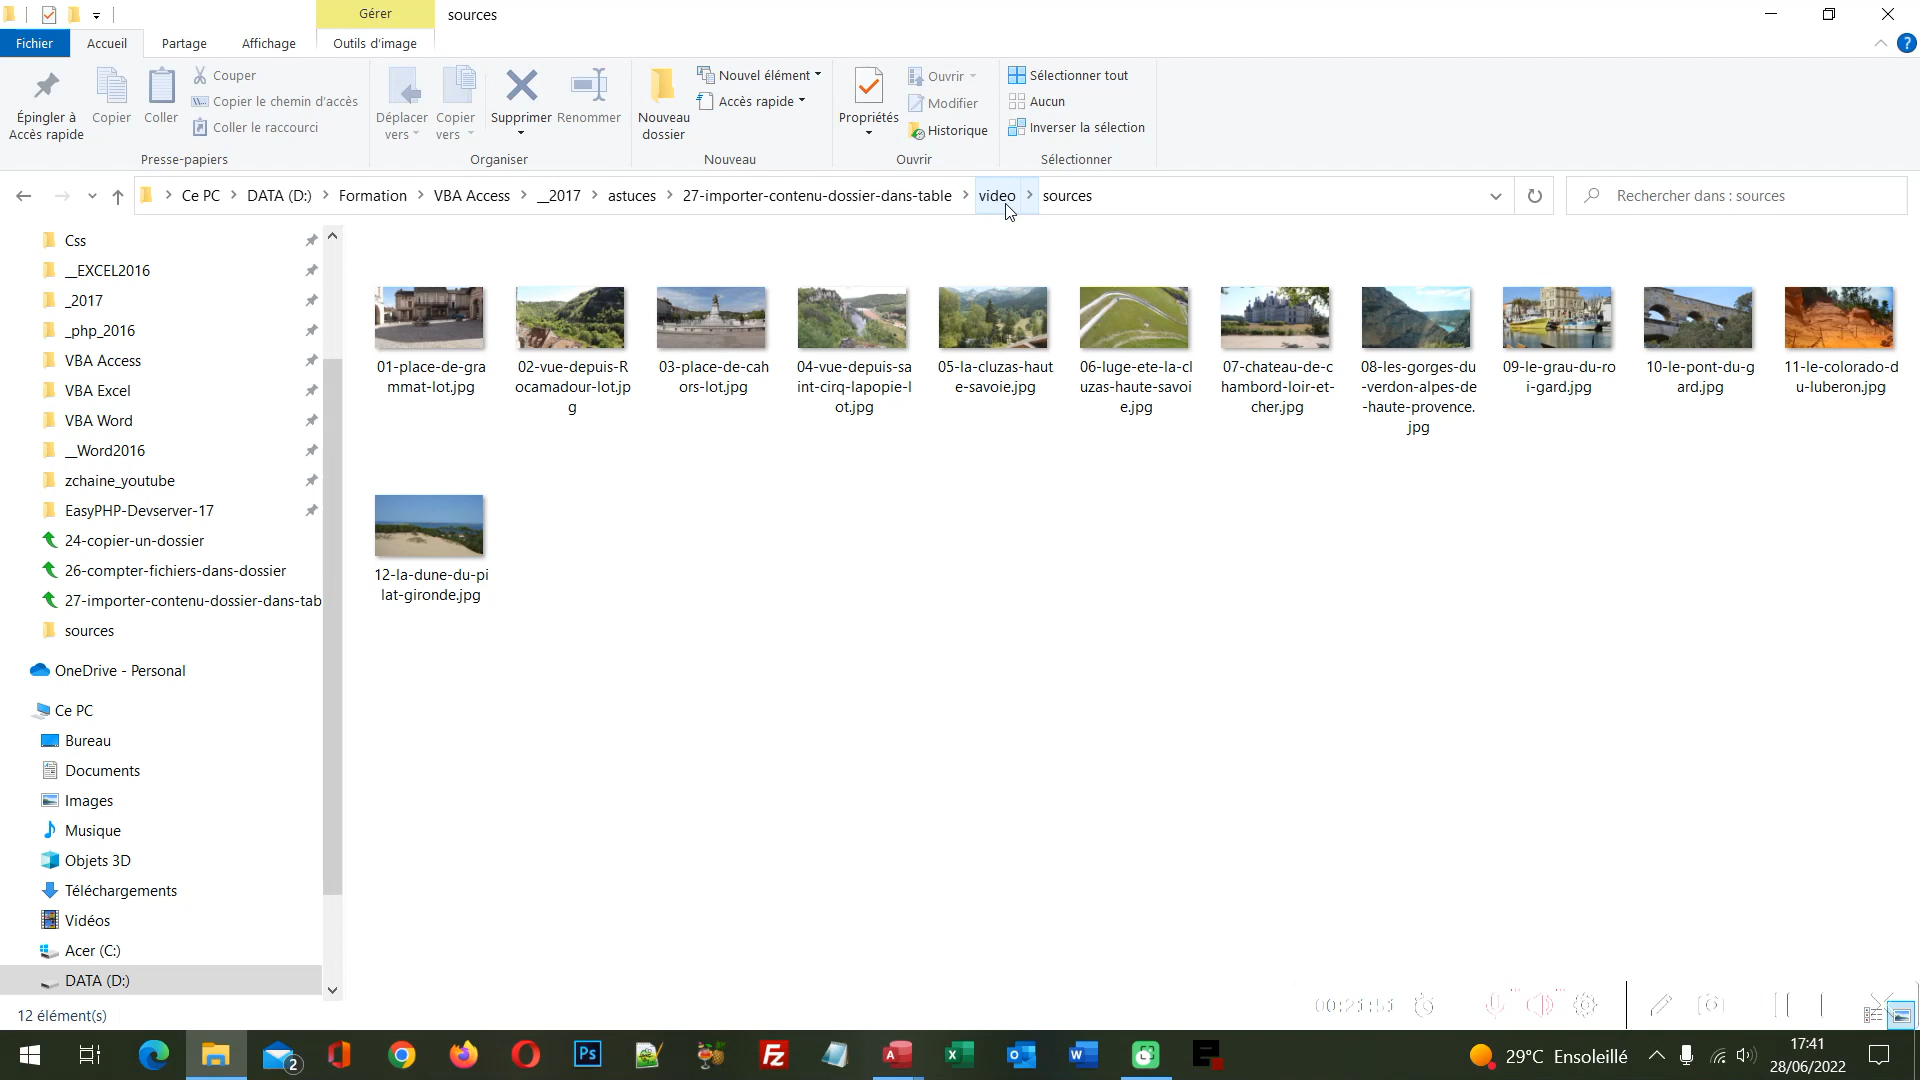 Gérer
sources
Fichier
Accueil
Partage
Affichage
Outils d'image
Épingler à
Accès rapide
Copier
Coller
Couper
Copier le chemin d'accès
Coller le raccourci
Presse-papiers
Déplacer
vers
Copier
vers
Supprimer
Renommer
Organiser
Nouveau
dossier
Nouvel élément
Accès rapide
Nouveau
Propriétés
Ouvrir
Modifier
Historique
Ouvrir
Sélectionner tout
Aucun
Inverser la sélection
Sélectionner
Ce PC > DATA (D:) > Formation > VBA Access > __2017 > astuces > 27-importer-contenu-dossier-dans-table > video > sources
Rechercher dans : sources
Css
__EXCEL2016
_2017
_php_2016
VBA Access
VBA Excel
VBA Word
__Word2016
zchaine_youtube
EasyPHP-Devserver-17
24-copier-un-dossier
26-compter-fichiers-dans-dossier
27-importer-contenu-dossier-dans-tab
sources
OneDrive - Personal
Ce PC
Bureau
Documents
Images
Musique
Objets 3D
Téléchargements
Vidéos
Acer (C:)
DATA (D:)
01-place-de-gra
mmat-lot.jpg
02-vue-depuis-R
ocamadour-lot.jp
g
03-place-de-cah
ors-lot.jpg
04-vue-depuis-sa
int-cirq-lapopie-l
ot.jpg
05-la-cluzas-haut
e-savoie.jpg
06-luge-ete-la-cl
uzas-haute-savoi
e.jpg
07-chateau-de-c
hambord-loir-et-
cher.jpg
08-les-gorges-du
-verdon-alpes-de
-haute-provence.
jpg
09-le-grau-du-ro
i-gard.jpg
10-le-pont-du-g
ard.jpg
11-le-colorado-d
u-luberon.jpg
12-la-dune-du-pi
lat-gironde.jpg
12 élément(s)
00:21:51
2
Ps
Fz
29°C Ensoleillé
17:41
28/06/2022